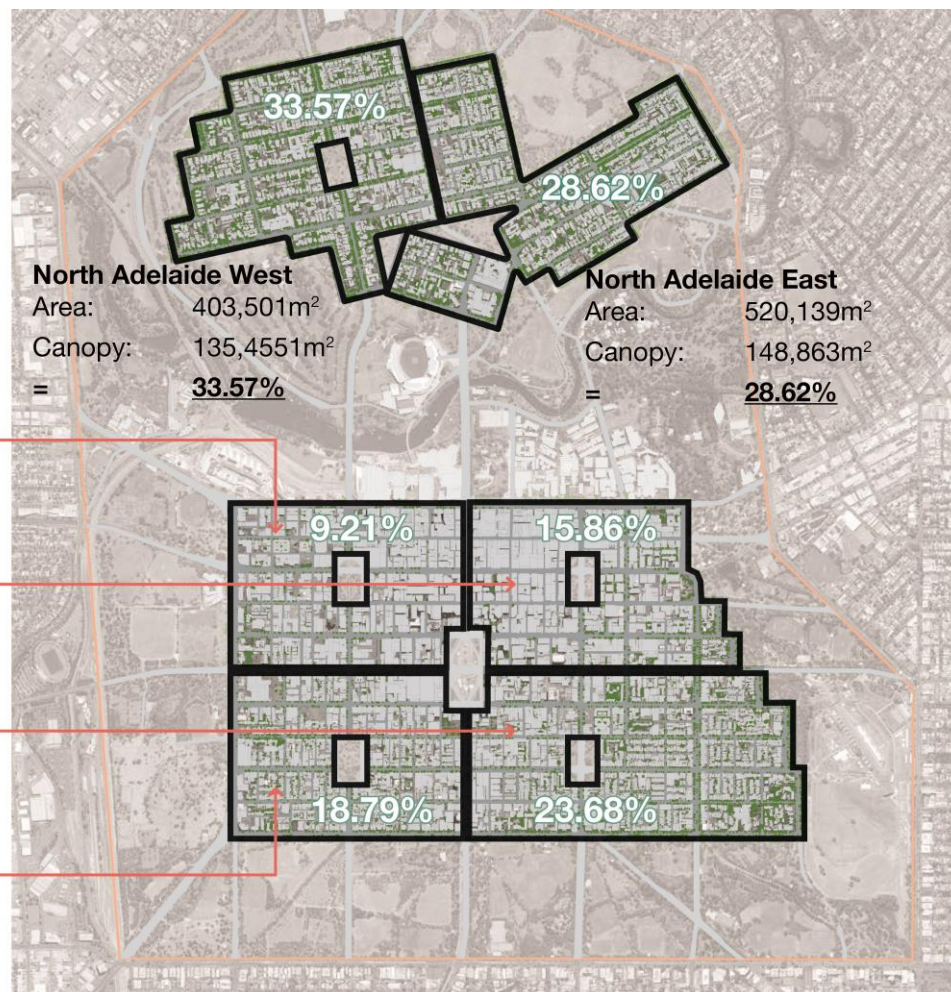 33.57%
28.62%
North Adelaide West
Area: 403,501m²
Canopy: 135,4551m²
= 33.57%
North Adelaide East
Area: 520,139m²
Canopy: 148,863m²
= 28.62%
9.21%
15.86%
18.79%
23.68%